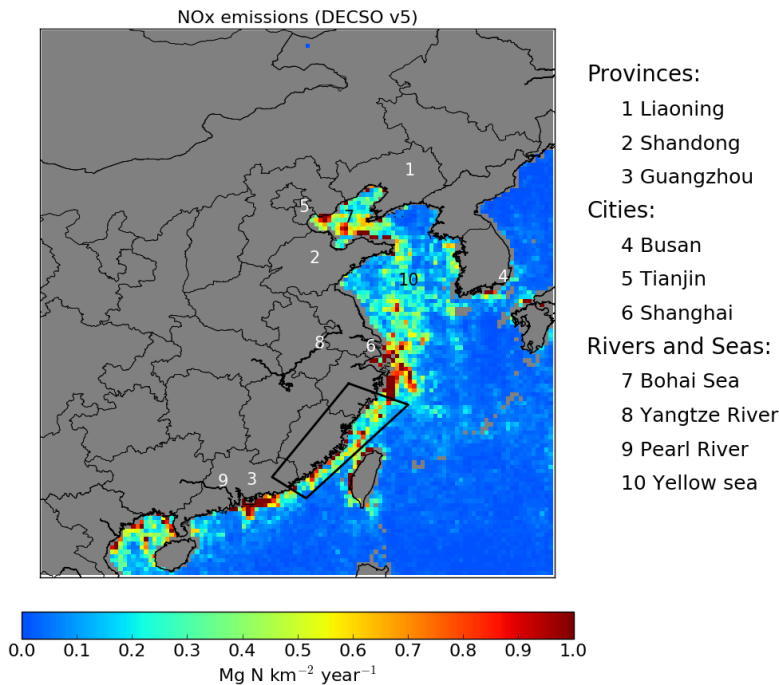 NOx emissions (DECSO v5)
Provinces:
1 Liaoning
2 Shandong
3 Guangzhou
Cities:
4 Busan
5 Tianjin
6 Shanghai
Rivers and Seas:
7 Bohai Sea
8 Yangtze River
9 Pearl River
10 Yellow sea
1
5
7
2
10
4
8
6
9
3
0.0 0.1 0.2 0.3 0.4 0.5 0.6 0.7 0.8 0.9 1.0
Mg N km⁻² year⁻¹